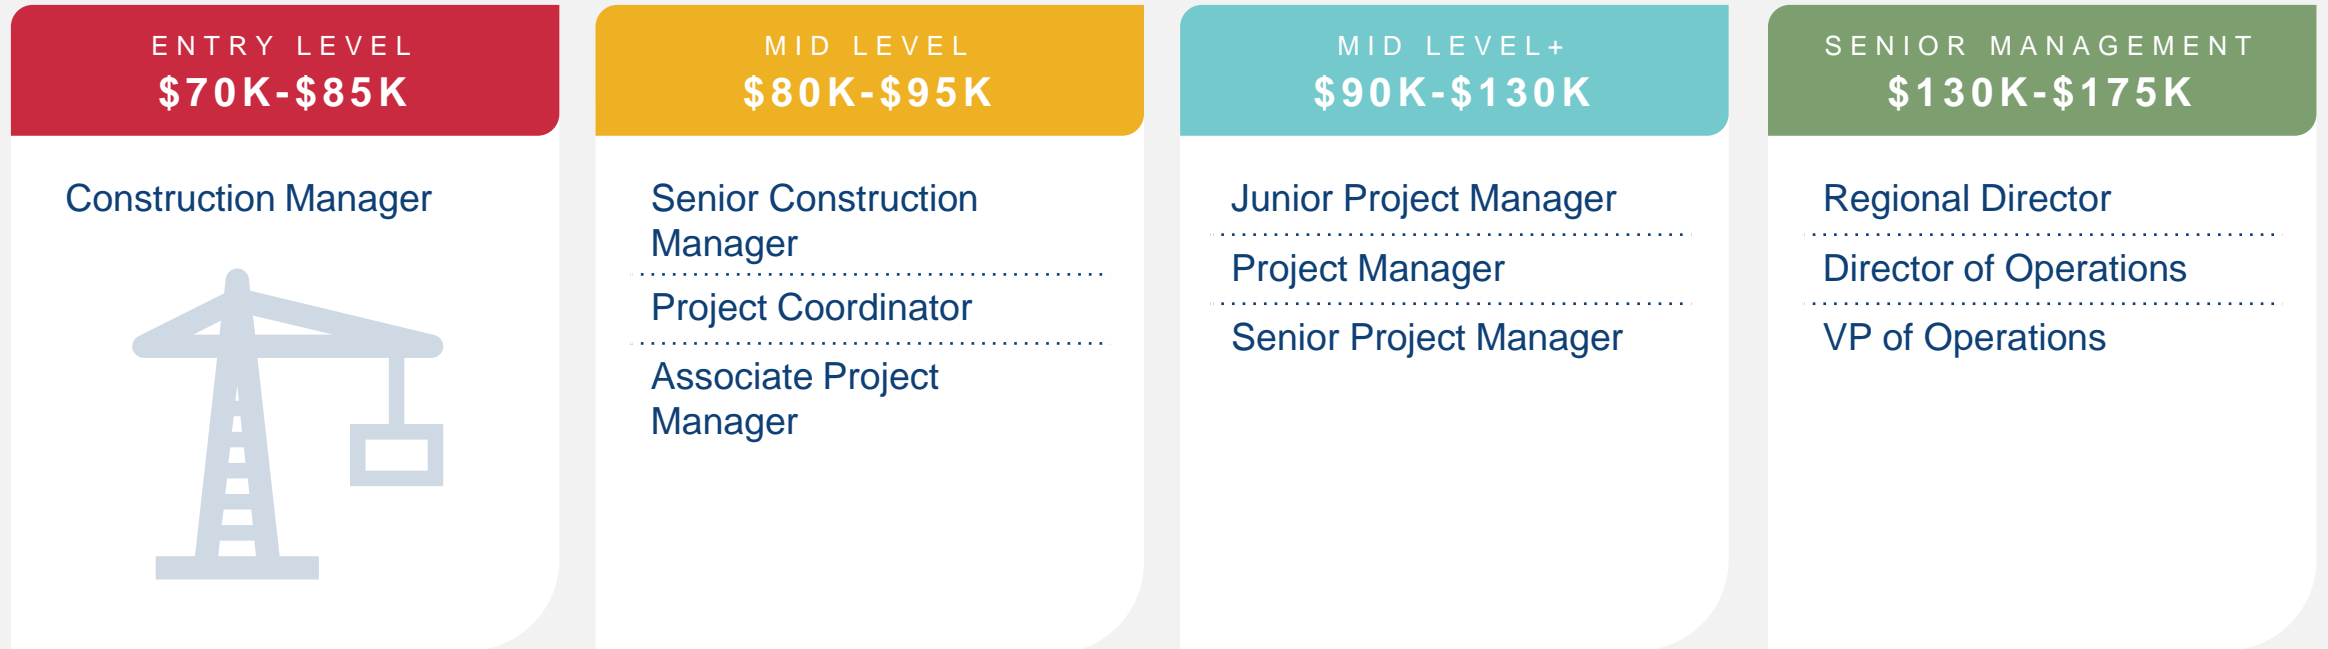 ENTRY LEVEL
$70K-$85K
Construction Manager
MID LEVEL
$80K-$95K
Senior Construction
Manager
Project Coordinator
Associate Project
Manager
MID LEVEL+
$90K-$130K
Junior Project Manager
Project Manager
Senior Project Manager
SENIOR MANAGEMENT
$130K-$175K
Regional Director
Director of Operations
VP of Operations